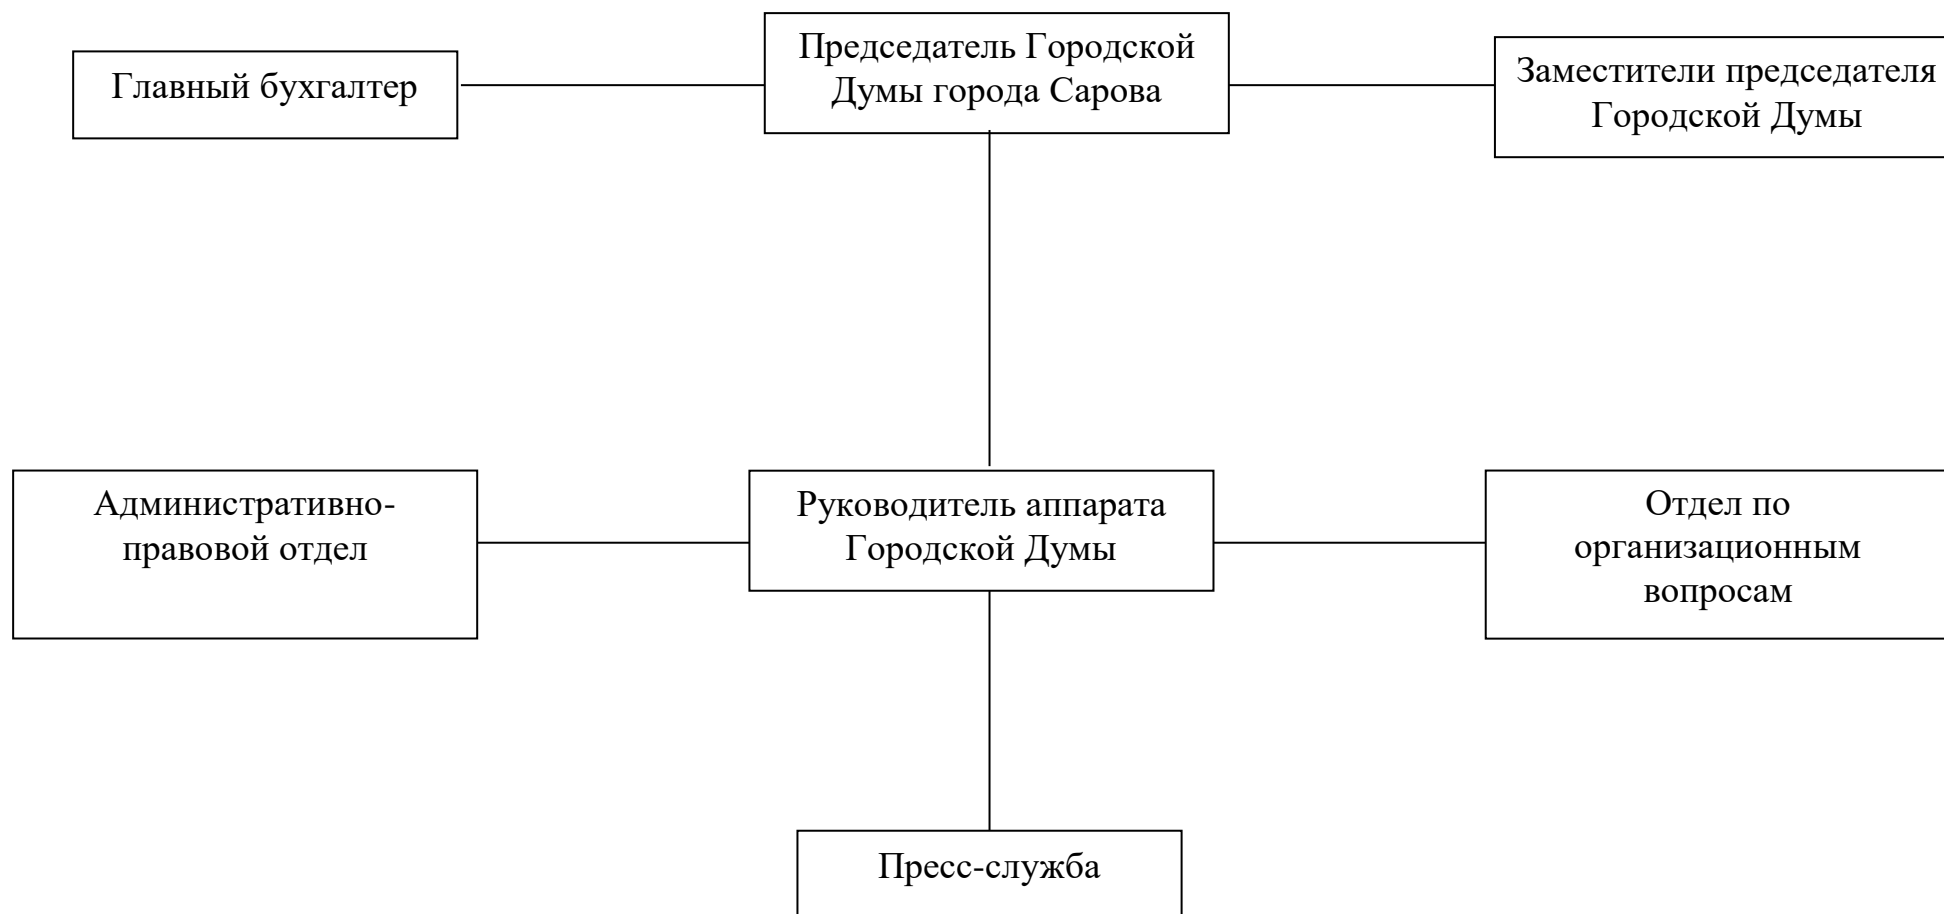 Главный бухгалтер
Председатель Городской
Думы города Сарова
Заместители председателя
Городской Думы
Административно-
правовой отдел
Руководитель аппарата
Городской Думы
Отдел по
организационным
вопросам
Пресс-служба